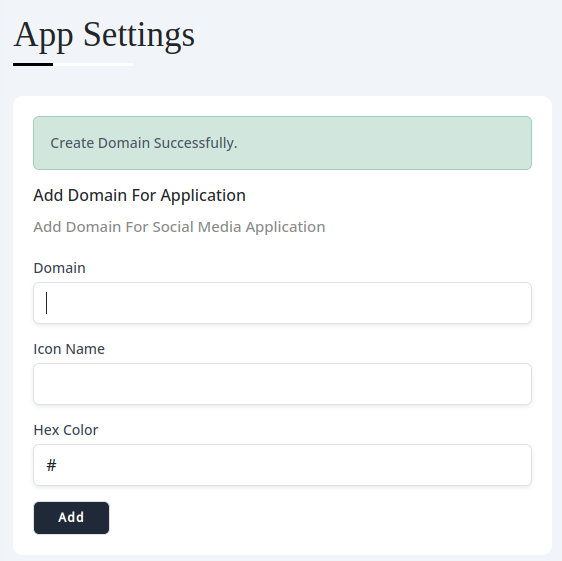 App Settings
Create Domain Successfully.
Add Domain For Application
Add Domain For Social Media Application
Domain
Icon Name
Hex Color
#
Add